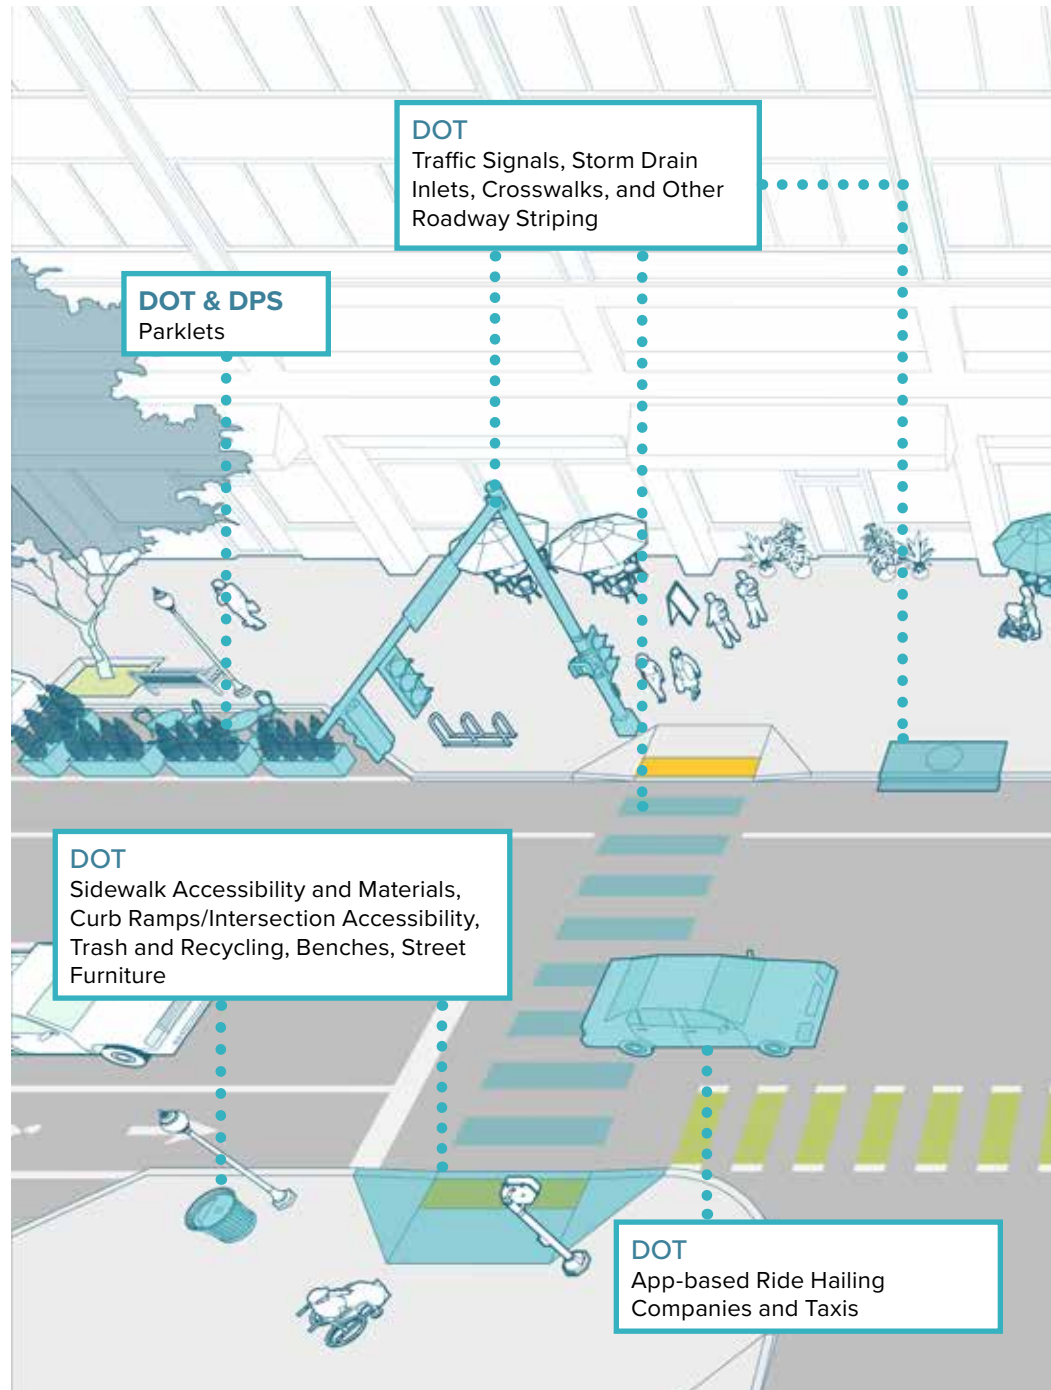 DOT
Traffic Signals, Storm Drain
Inlets, Crosswalks, and Other
Roadway Striping
DOT & DPS
Parklets
DOT
Sidewalk Accessibility and Materials,
Curb Ramps/Intersection Accessibility,
Trash and Recycling, Benches, Street
Furniture
DOT
App-based Ride Hailing
Companies and Taxis